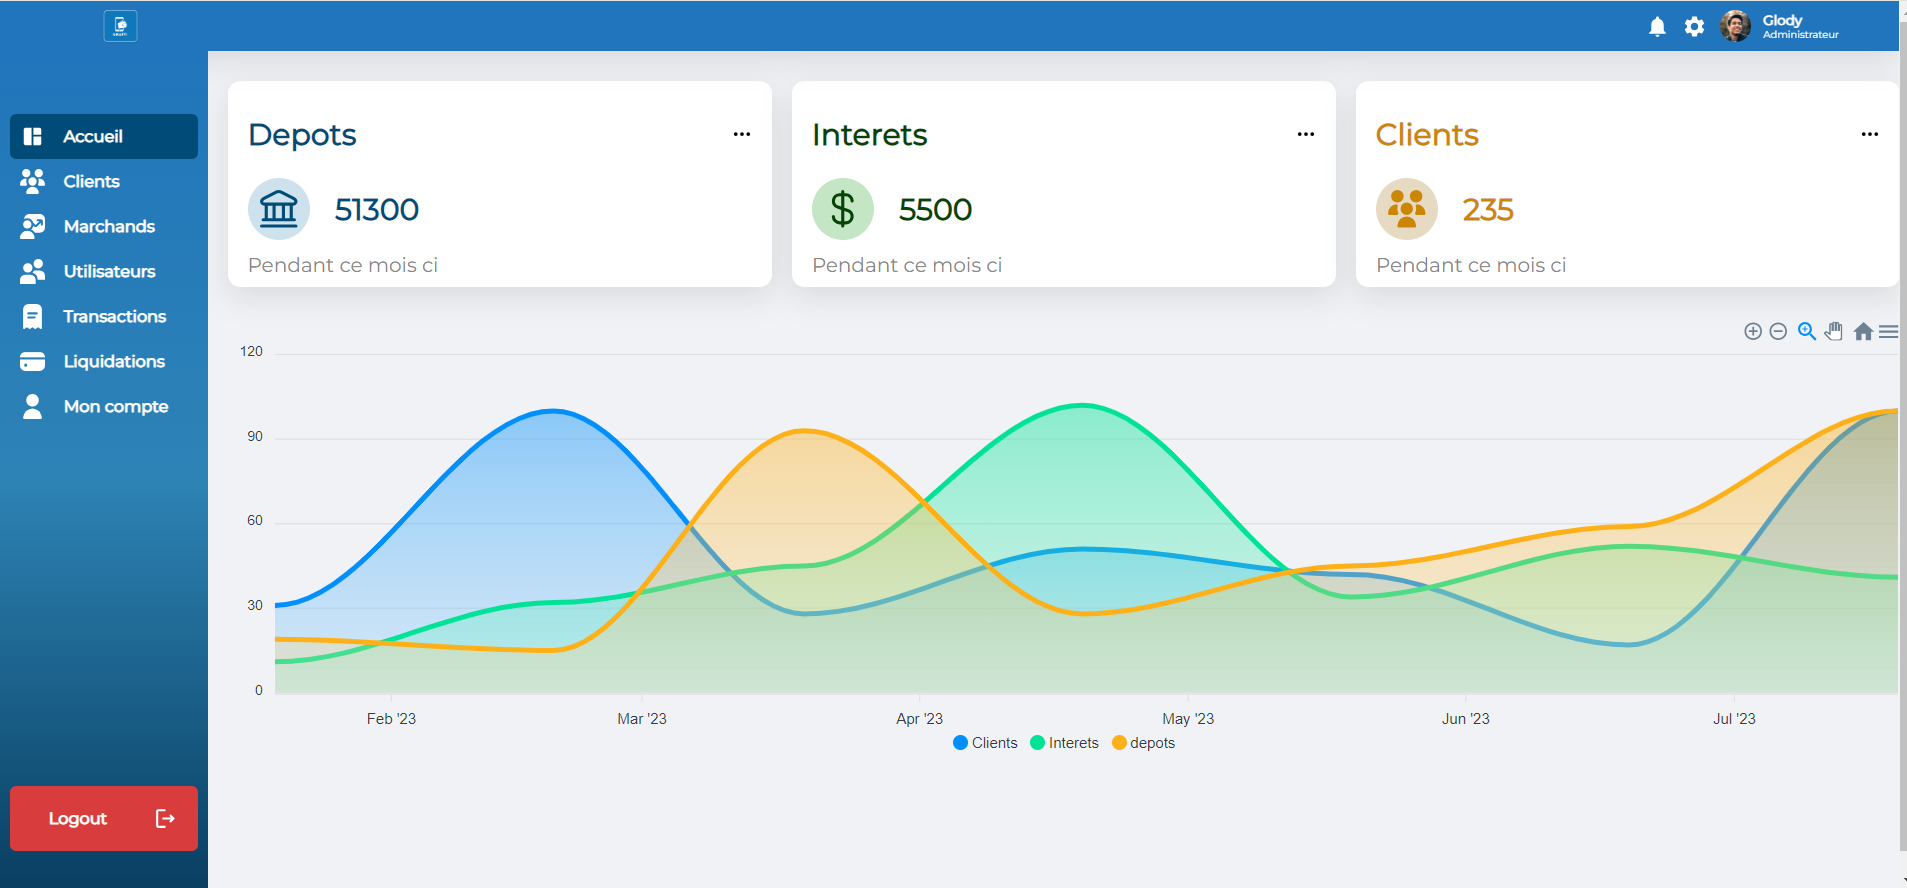 Glody
Administrateur
Accueil
Clients
Marchands
Utilisateurs
Transactions
Liquidations
Mon compte
Logout
Depots
51300
Pendant ce mois ci
Interets
5500
Pendant ce mois ci
Clients
235
Pendant ce mois ci
120
90
60
30
0
Feb '23 Mar '23 Apr '23 May '23 Jun '23 Jul '23
Clients Interets depots